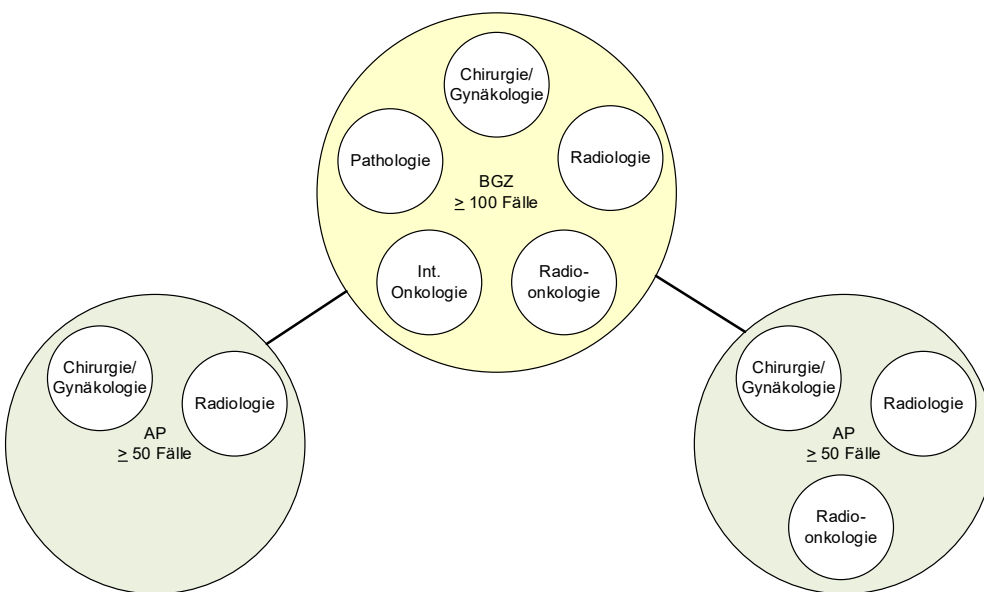 Chirurgie/
Gynäkologie
Pathologie
Radiologie
BGZ
≥ 100 Fälle
Int.
Onkologie
Radio-
onkologie
Chirurgie/
Gynäkologie
Radiologie
AP
≥ 50 Fälle
Chirurgie/
Gynäkologie
Radiologie
AP
≥ 50 Fälle
Radio-
onkologie